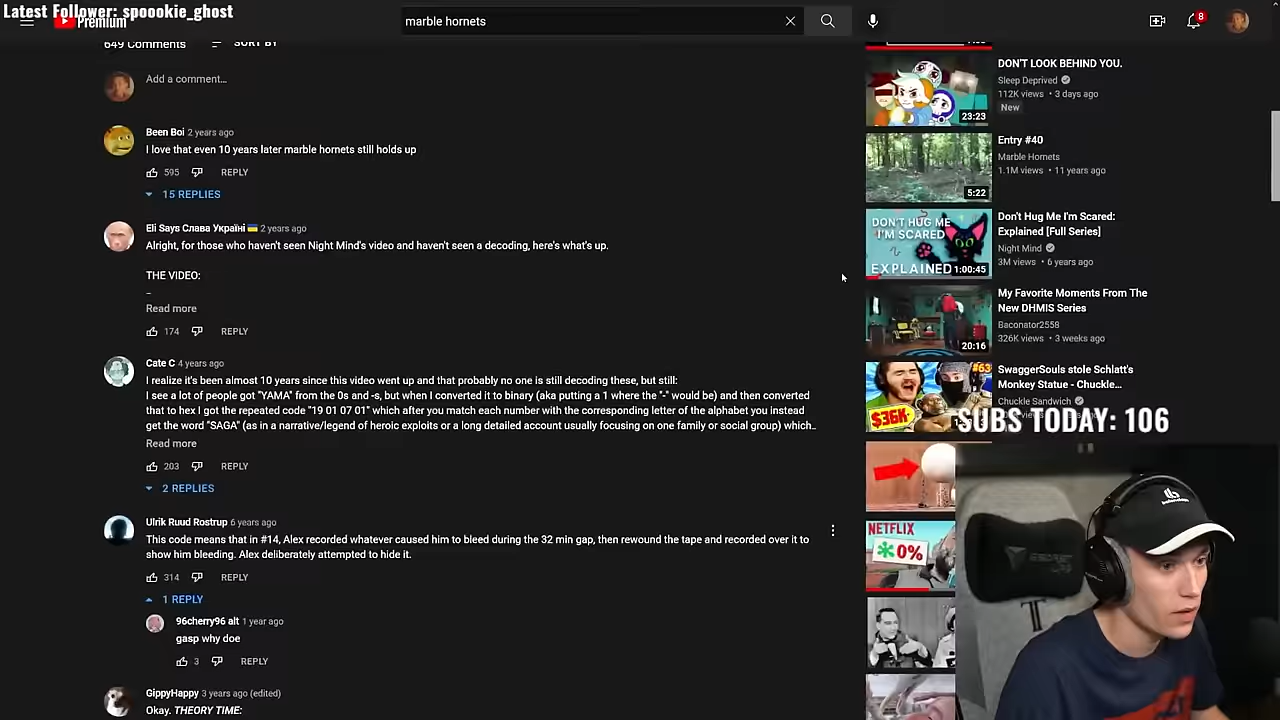 Latest Follower: spoookie_ghost
Premium
marble hornets
8
649 Comments
SORT BY
Add a comment...
Been Boi 2 years ago
I love that even 10 years later marble hornets still holds up
595 REPLY
15 REPLIES
Eli Says Слава Україні 2 years ago
Alright, for those who haven't seen Night Mind's video and haven't seen a decoding, here's what's up.
THE VIDEO:
–
Read more
174 REPLY
Cate C 4 years ago
I realize it's been almost 10 years since this video went up and that probably no one is still decoding these, but still:
I see a lot of people got "YAMA" from the 0s and -s, but when I converted it to binary (aka putting a 1 where the "-" would be) and then converted
that to hex I got the repeated code "19 01 07 01" which after you match each number with the corresponding letter of the alphabet you instead
get the word "SAGA" (as in a narrative/legend of heroic exploits or a long detailed account usually focusing on one family or social group) which...
Read more
203 REPLY
2 REPLIES
Ulrik Ruud Rostrup 6 years ago
This code means that in #14, Alex recorded whatever caused him to bleed during the 32 min gap, then rewound the tape and recorded over it to
show him bleeding. Alex deliberately attempted to hide it.
314 REPLY
1 REPLY
96cherry96 alt 1 year ago
gasp why doe
3 REPLY
GippyHappy 3 years ago (edited)
Okay. THEORY TIME:
DON'T LOOK BEHIND YOU.
Sleep Deprived
112K views • 3 days ago
New
23:23
Entry #40
Marble Hornets
1.1M views • 11 years ago
5:22
Don't Hug Me I'm Scared:
Explained [Full Series]
Night Mind
3M views • 6 years ago
DON'T HUG ME
I'M SCARED
EXPLAINED
1:00:45
My Favorite Moments From The
New DHMIS Series
Baconator2558
326K views • 3 weeks ago
20:16
SwaggerSouls stole Schlatt's
Monkey Statue - Chuckle...
Chuckle Sandwich
$36K
SUBS TODAY: 106
NETFLIX
0%